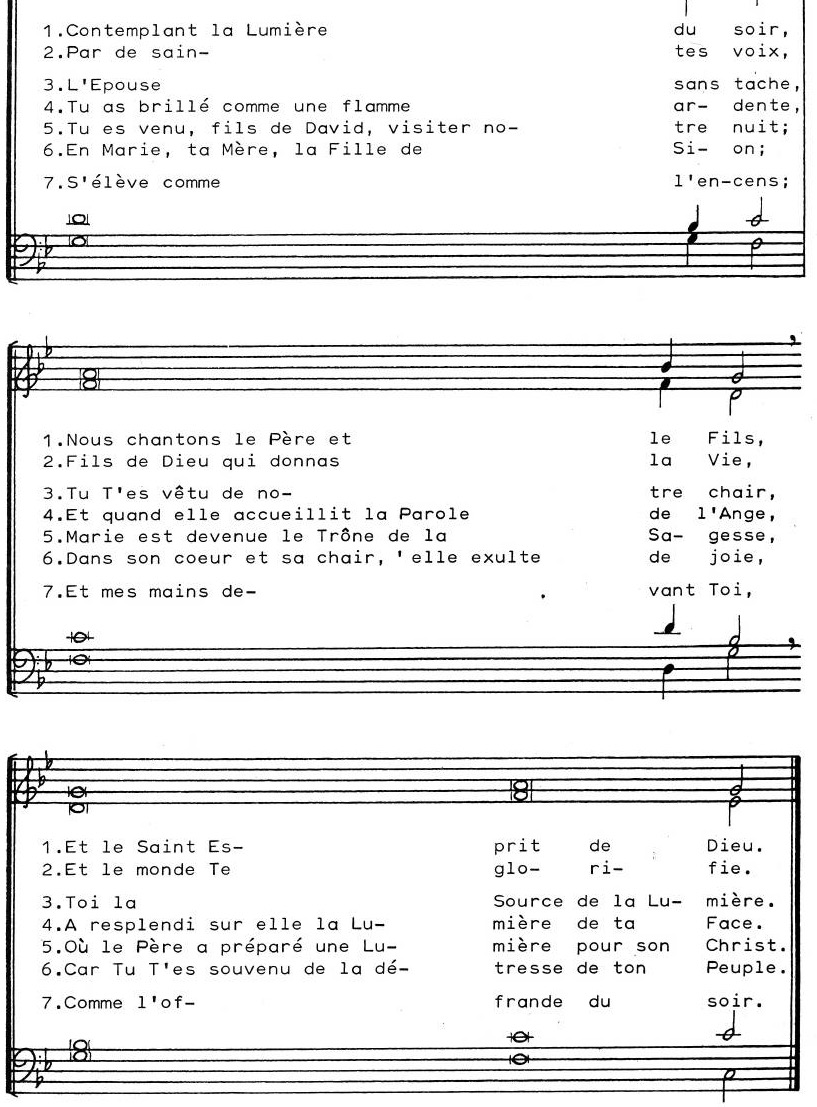 1.Contemplant la Lumière du soir,
2.Par de sain- tes voix,
3.L'Epouse sans tache,
4.Tu as brillé comme une flamme ar- dente,
5.Tu es venu, fils de David, visiter no- tre nuit;
6.En Marie, ta Mère, la Fille de Si- on;
7.S'élève comme l'en-cens;
1.Nous chantons le Père et le Fils,
2.Fils de Dieu qui donnas la Vie,
3.Tu T'es vêtu de no- tre chair,
4.Et quand elle accueillit la Parole de l'Ange,
5.Marie est devenue le Trône de la Sa- gesse,
6.Dans son coeur et sa chair, 'elle exulte de joie,
7.Et mes mains de- vant Toi,
1.Et le Saint Es- prit de Dieu.
2.Et le monde Te glo- ri- fie.
3.Toi la Source de la Lu- mière.
4.A resplendi sur elle la Lu- mière de ta Face.
5.Où le Père a préparé une Lu- mière pour son Christ.
6.Car Tu T'es souvenu de la dé- tresse de ton Peuple.
7.Comme l'of- frande du soir.